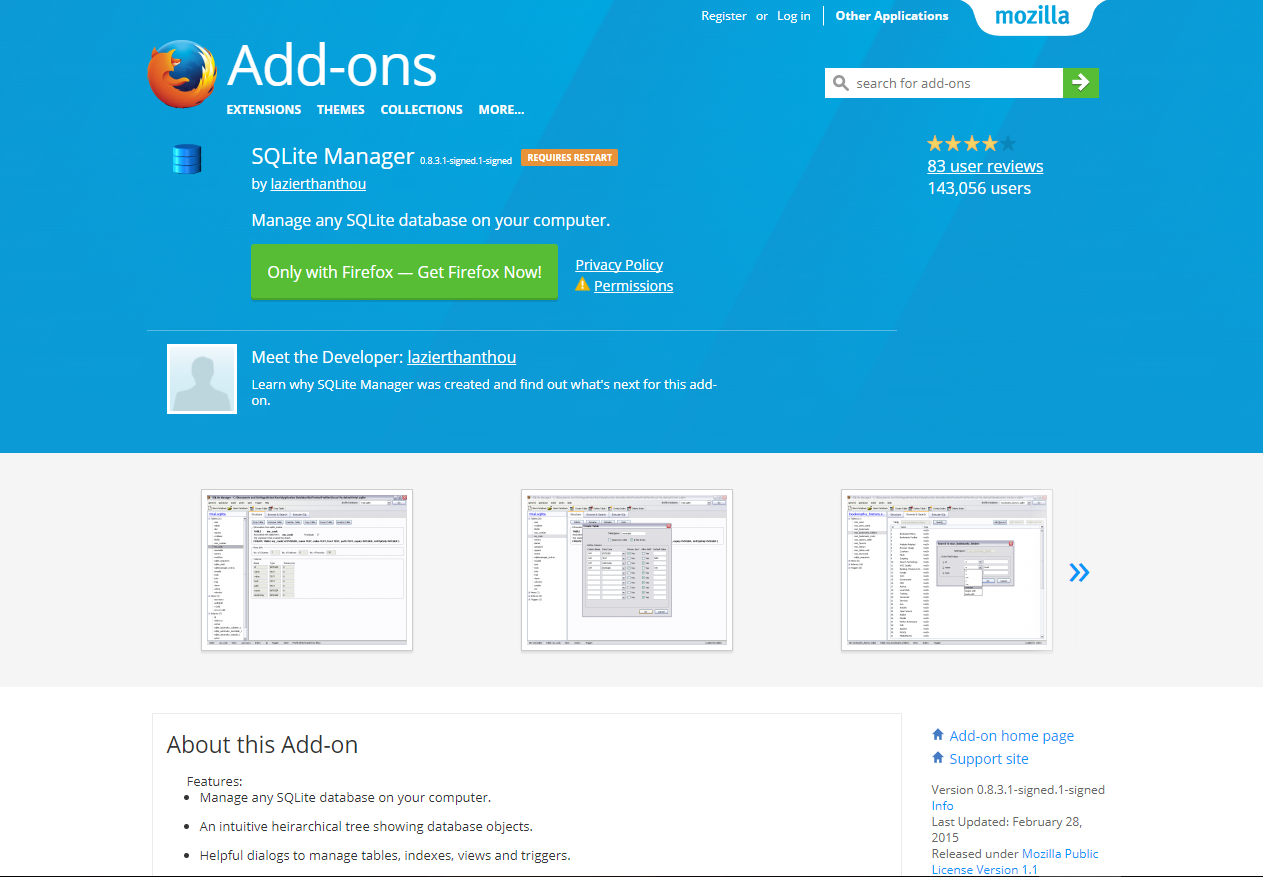 Register or Log in Other Applications mozilla
Add-ons
search for add-ons
EXTENSIONS THEMES COLLECTIONS MORE...
SQLite Manager 0.8.3.1-signed.1-signed REQUIRES RESTART
by lazierthanthou
83 user reviews
143,056 users
Manage any SQLite database on your computer.
Only with Firefox — Get Firefox Now!
Privacy Policy
Permissions
Meet the Developer: lazierthanthou
Learn why SQLite Manager was created and find out what's next for this add-
on.
About this Add-on
Features:
Manage any SQLite database on your computer.
An intuitive heirarchical tree showing database objects.
Helpful dialogs to manage tables, indexes, views and triggers.
Add-on home page
Support site
Version 0.8.3.1-signed.1-signed
Info
Last Updated: February 28,
2015
Released under Mozilla Public
License Version 1.1